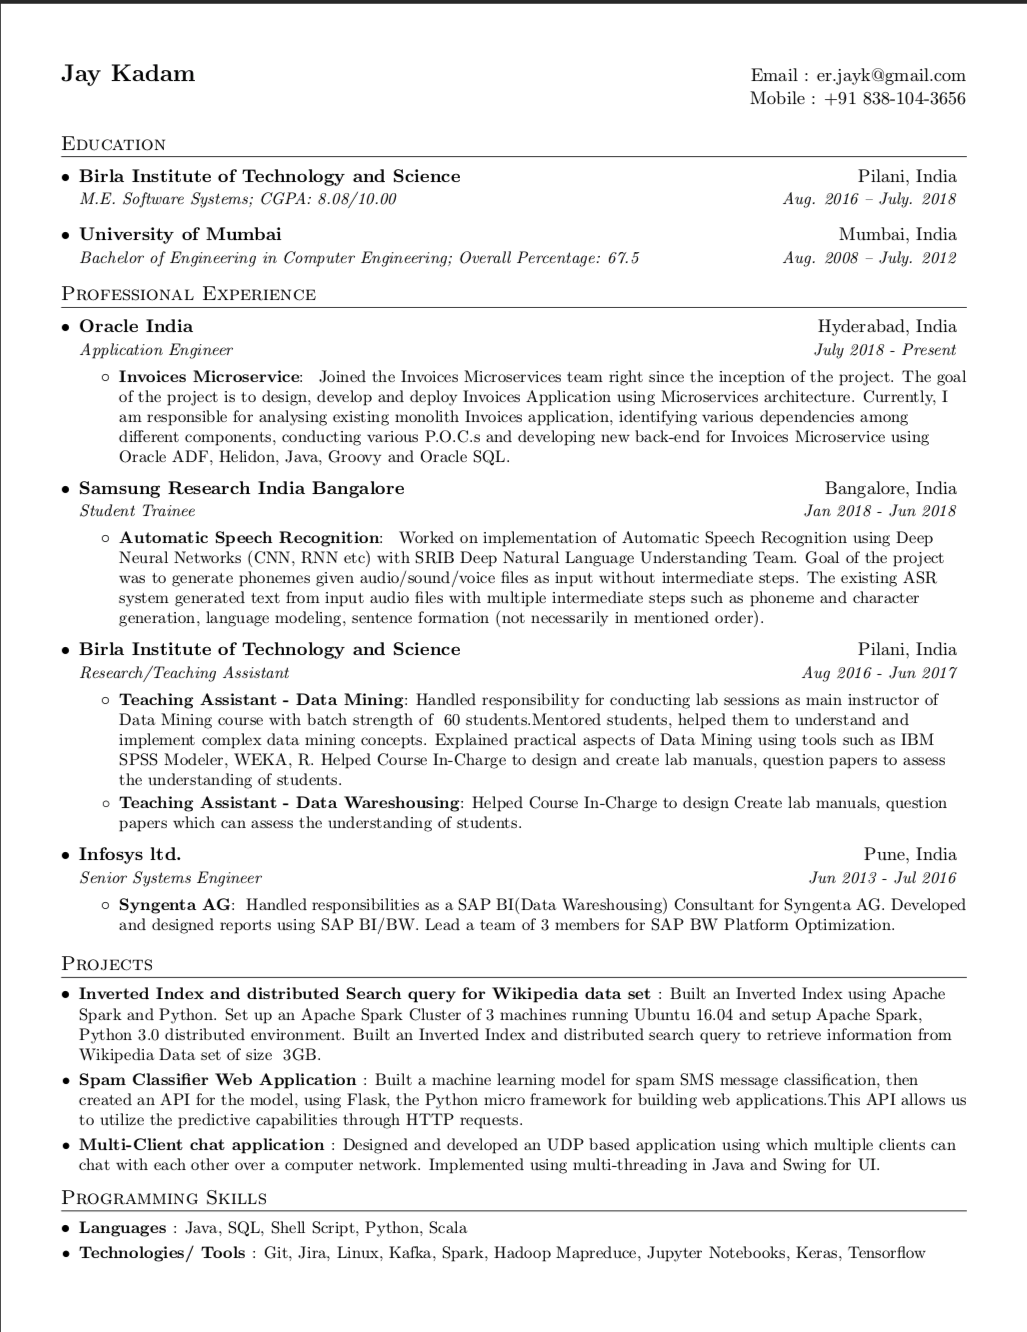 Jay Kadam
Email : er.jayk@gmail.com
Mobile : +91 838-104-3656
Education
• Birla Institute of Technology and Science Pilani, India
M.E. Software Systems; CGPA: 8.08/10.00 Aug. 2016 – July. 2018
• University of Mumbai Mumbai, India
Bachelor of Engineering in Computer Engineering; Overall Percentage: 67.5 Aug. 2008 – July. 2012
Professional Experience
• Oracle India Hyderabad, India
Application Engineer July 2018 - Present
◦ Invoices Microservice: Joined the Invoices Microservices team right since the inception of the project. The goal
of the project is to design, develop and deploy Invoices Application using Microservices architecture. Currently, I
am responsible for analysing existing monolith Invoices application, identifying various dependencies among
different components, conducting various P.O.C.s and developing new back-end for Invoices Microservice using
Oracle ADF, Helidon, Java, Groovy and Oracle SQL.
• Samsung Research India Bangalore Bangalore, India
Student Trainee Jan 2018 - Jun 2018
◦ Automatic Speech Recognition: Worked on implementation of Automatic Speech Recognition using Deep
Neural Networks (CNN, RNN etc) with SRIB Deep Natural Language Understanding Team. Goal of the project
was to generate phonemes given audio/sound/voice files as input without intermediate steps. The existing ASR
system generated text from input audio files with multiple intermediate steps such as phoneme and character
generation, language modeling, sentence formation (not necessarily in mentioned order).
• Birla Institute of Technology and Science Pilani, India
Research/Teaching Assistant Aug 2016 - Jun 2017
◦ Teaching Assistant - Data Mining: Handled responsibility for conducting lab sessions as main instructor of
Data Mining course with batch strength of 60 students.Mentored students, helped them to understand and
implement complex data mining concepts. Explained practical aspects of Data Mining using tools such as IBM
SPSS Modeler, WEKA, R. Helped Course In-Charge to design and create lab manuals, question papers to assess
the understanding of students.
◦ Teaching Assistant - Data Wareshousing: Helped Course In-Charge to design Create lab manuals, question
papers which can assess the understanding of students.
• Infosys ltd. Pune, India
Senior Systems Engineer Jun 2013 - Jul 2016
◦ Syngenta AG: Handled responsibilities as a SAP BI(Data Wareshousing) Consultant for Syngenta AG. Developed
and designed reports using SAP BI/BW. Lead a team of 3 members for SAP BW Platform Optimization.
Projects
• Inverted Index and distributed Search query for Wikipedia data set : Built an Inverted Index using Apache
Spark and Python. Set up an Apache Spark Cluster of 3 machines running Ubuntu 16.04 and setup Apache Spark,
Python 3.0 distributed environment. Built an Inverted Index and distributed search query to retrieve information from
Wikipedia Data set of size 3GB.
• Spam Classifier Web Application : Built a machine learning model for spam SMS message classification, then
created an API for the model, using Flask, the Python micro framework for building web applications.This API allows us
to utilize the predictive capabilities through HTTP requests.
• Multi-Client chat application : Designed and developed an UDP based application using which multiple clients can
chat with each other over a computer network. Implemented using multi-threading in Java and Swing for UI.
Programming Skills
• Languages : Java, SQL, Shell Script, Python, Scala
• Technologies/ Tools : Git, Jira, Linux, Kafka, Spark, Hadoop Mapreduce, Jupyter Notebooks, Keras, Tensorflow